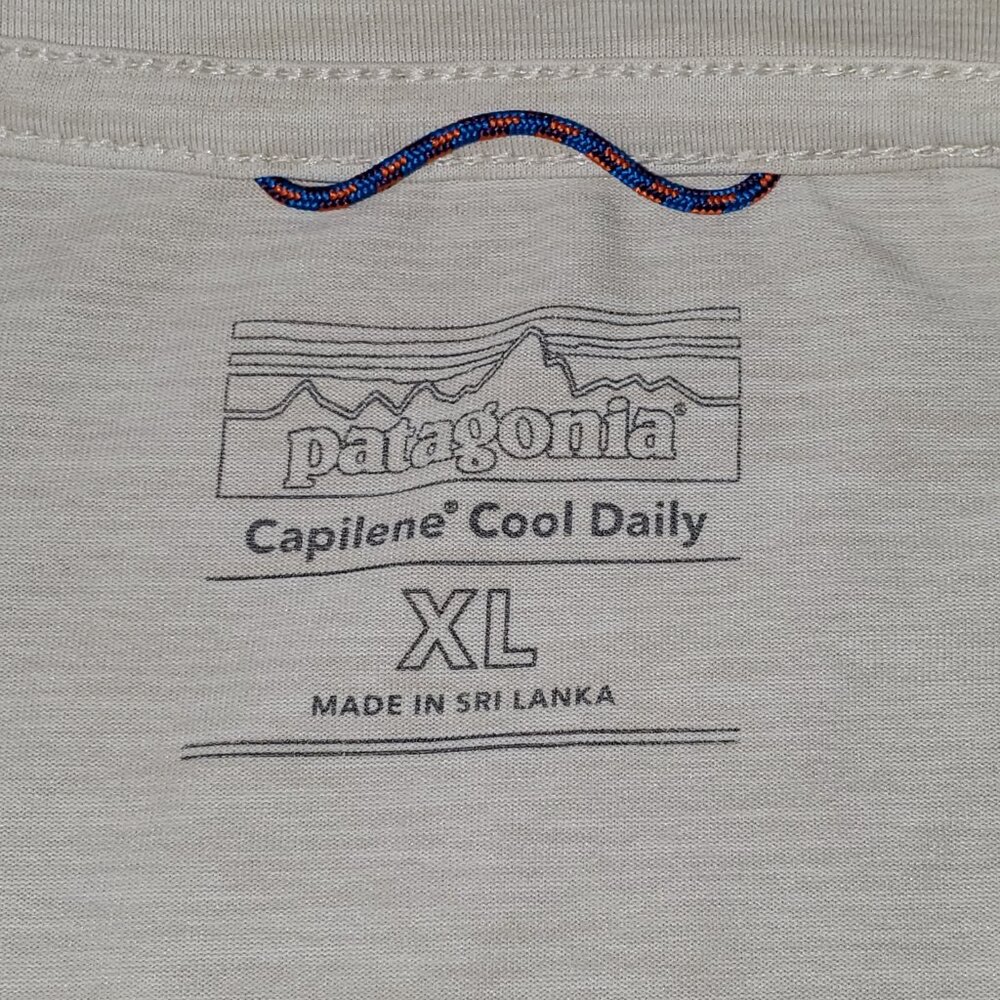 patagonia®
Capilene® Cool Daily
XL
MADE IN SRI LANKA